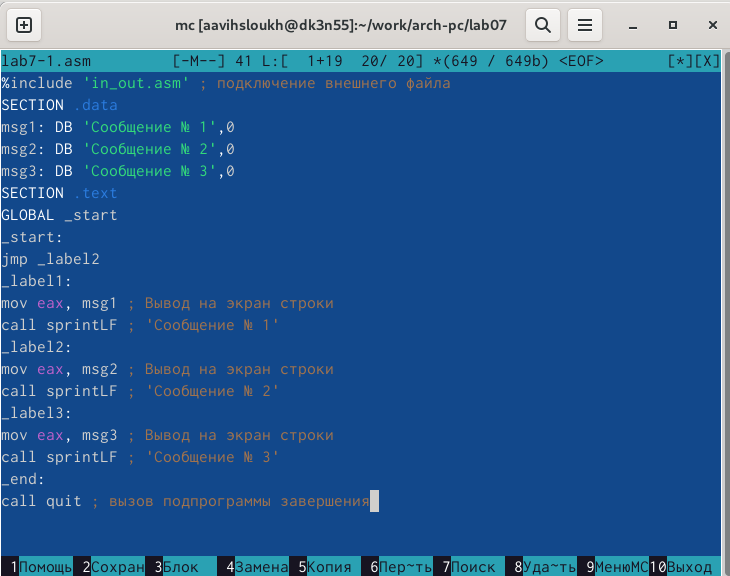 mc [aavihsloukh@dk3n55]:~/work/arch-pc/lab07
lab7-1.asm [-M--] 41 L:[ 1+19 20/ 20] *(649 / 649b) <EOF> [*][X]
%include 'in_out.asm' ; подключение внешнего файла
SECTION .data
msg1: DB 'Сообщение № 1',0
msg2: DB 'Сообщение № 2',0
msg3: DB 'Сообщение № 3',0
SECTION .text
GLOBAL _start
_start:
jmp _label2
_label1:
mov eax, msg1 ; Вывод на экран строки
call sprintLF ; 'Сообщение № 1'
_label2:
mov eax, msg2 ; Вывод на экран строки
call sprintLF ; 'Сообщение № 2'
_label3:
mov eax, msg3 ; Вывод на экран строки
call sprintLF ; 'Сообщение № 3'
_end:
call quit ; вызов подпрограммы завершения
1Помощь 2Сохран 3Блок 4Замена 5Копия 6Пер~ть 7Поиск 8Уда~ть 9МенюMC 10Выход